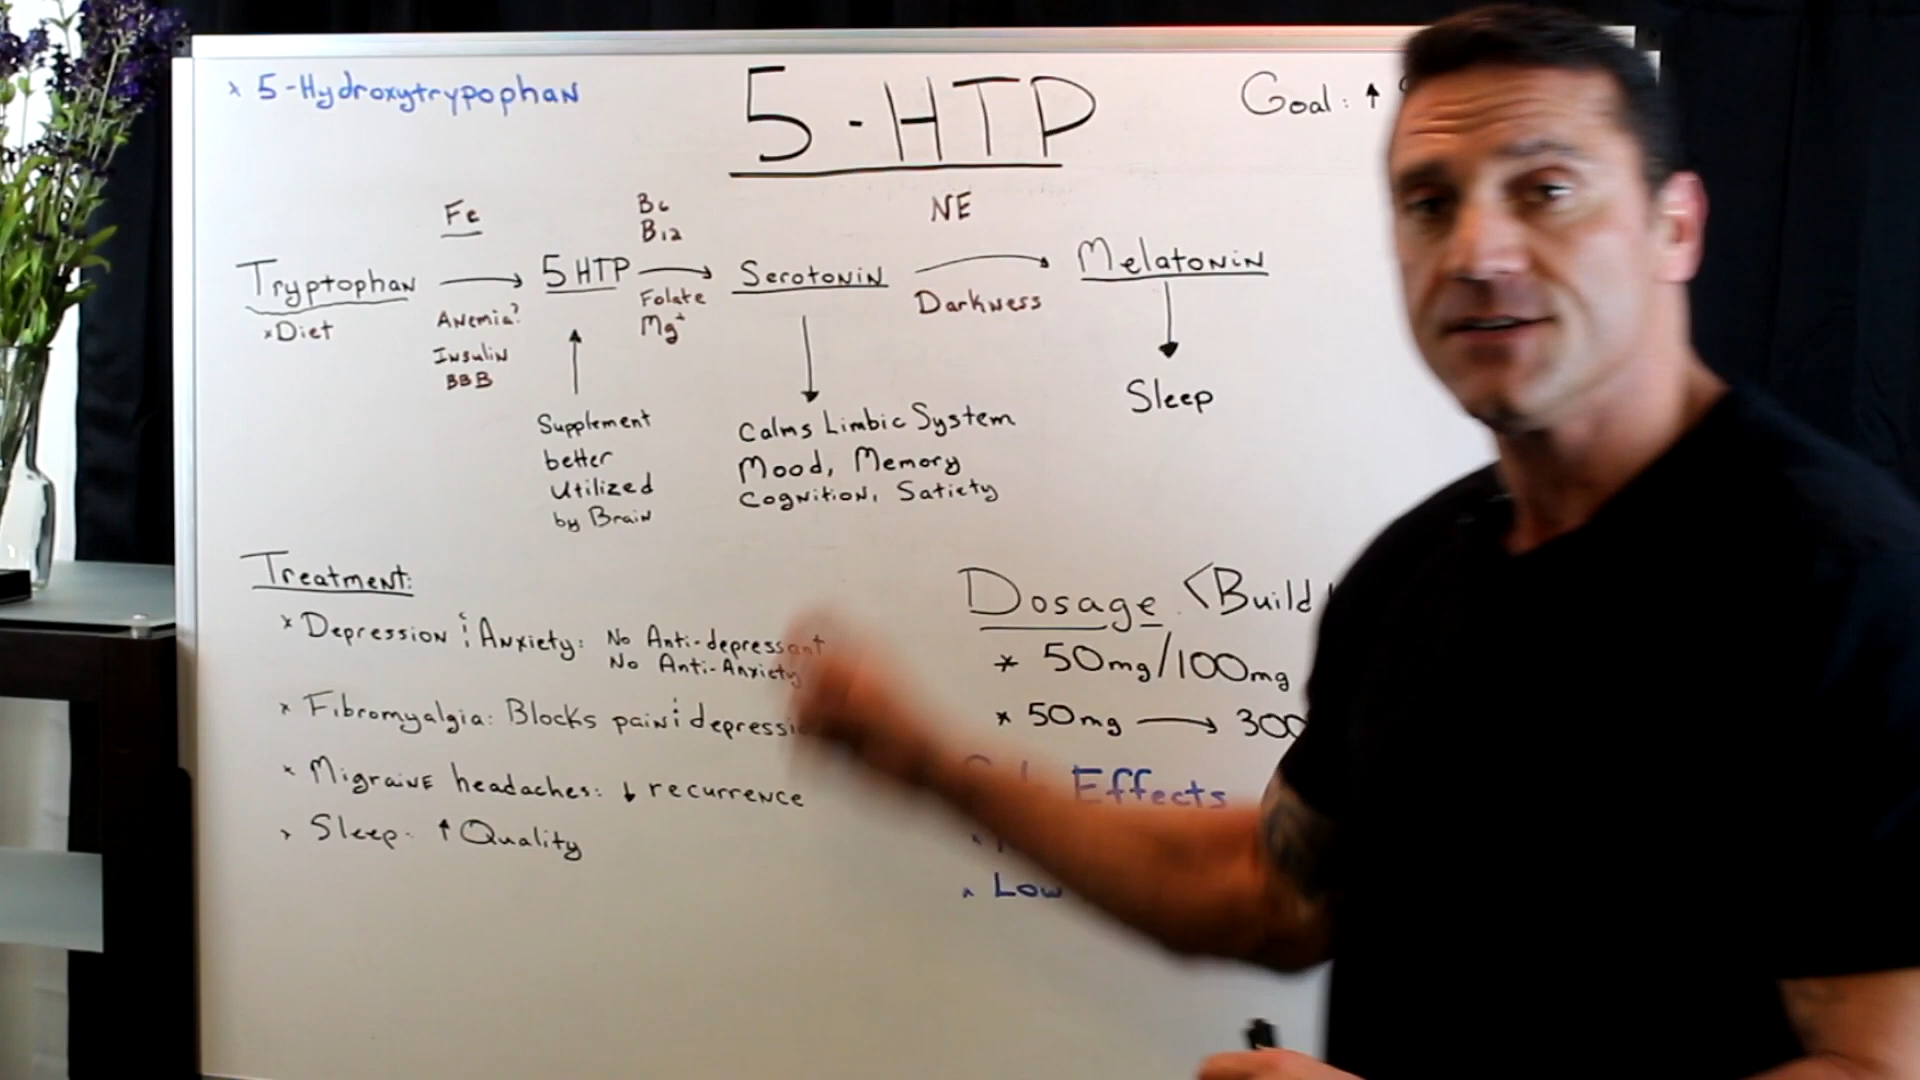 * 5-Hydroxytrypophan
5-HTP
Goal: ↑
Fe
B6
B12
NE
Tryptophan → 5 HTP → Serotonin → Melatonin
*Diet
Anemia?
Insulin
BBB
Folate
Mg+
Darkness
Supplement
better
Utilized
by Brain
Calms Limbic System
Mood, Memory
Cognition, Satiety
Sleep
Treatment:
* Depression & Anxiety: No Anti-depressant
No Anti-Anxiety
* Fibromyalgia: Blocks pain & depressi
* Migraine headaches: ↓ recurrence
* Sleep: ↑ Quality
Dosage <Build
* 50mg/100mg
* 50mg → 300
Effects
* Low